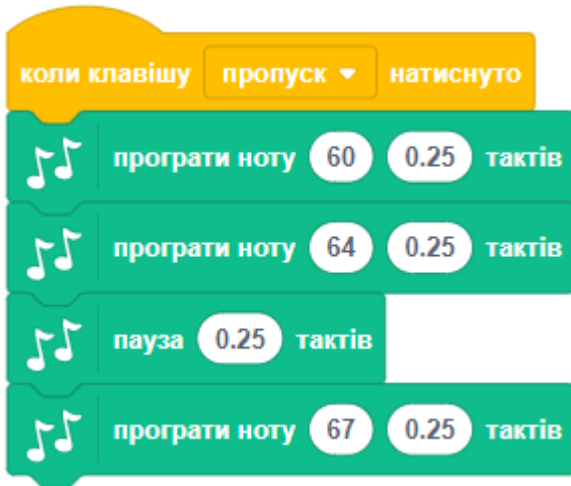 коли клавішу пропуск натиснуто
програти ноту 60 0.25 тактів
програти ноту 64 0.25 тактів
пауза 0.25 тактів
програти ноту 67 0.25 тактів